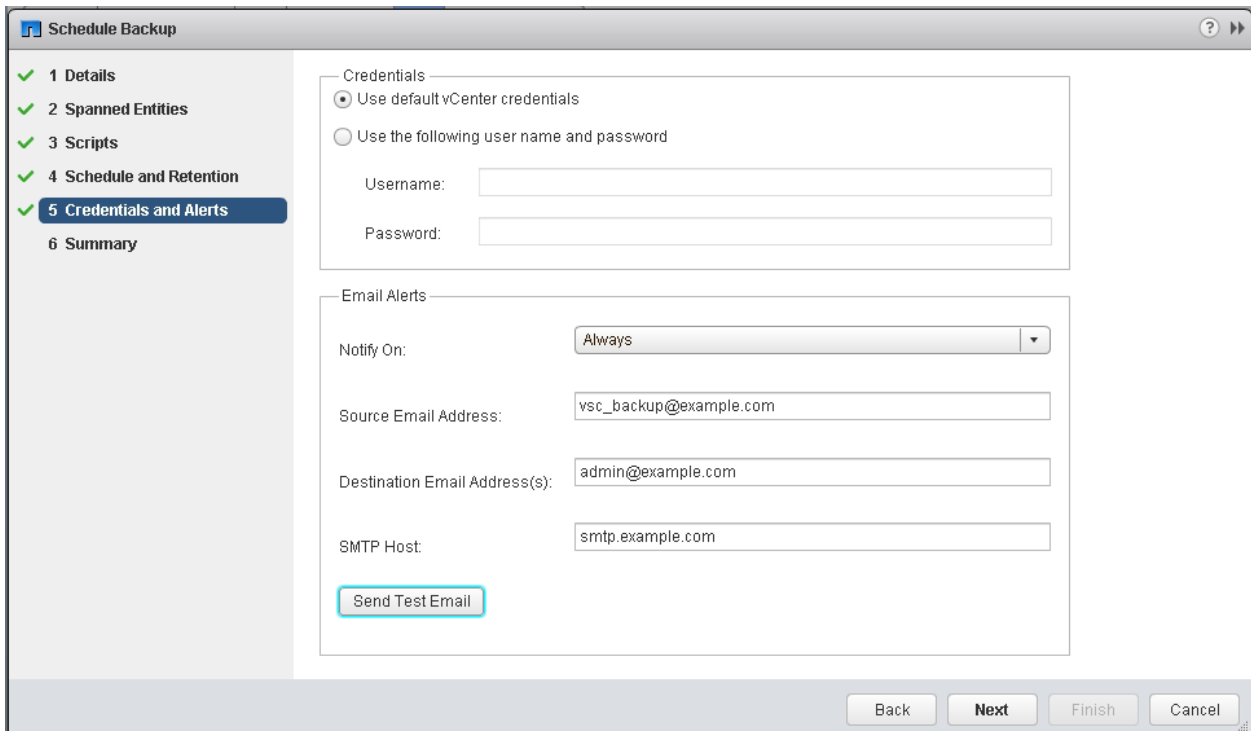 Schedule Backup
?
1 Details
2 Spanned Entities
3 Scripts
4 Schedule and Retention
5 Credentials and Alerts
6 Summary
Credentials
Use default vCenter credentials
Use the following user name and password
Username:
Password:
Email Alerts
Notify On: Always
Source Email Address: vsc_backup@example.com
Destination Email Address(s): admin@example.com
SMTP Host: smtp.example.com
Send Test Email
Back Next Finish Cancel